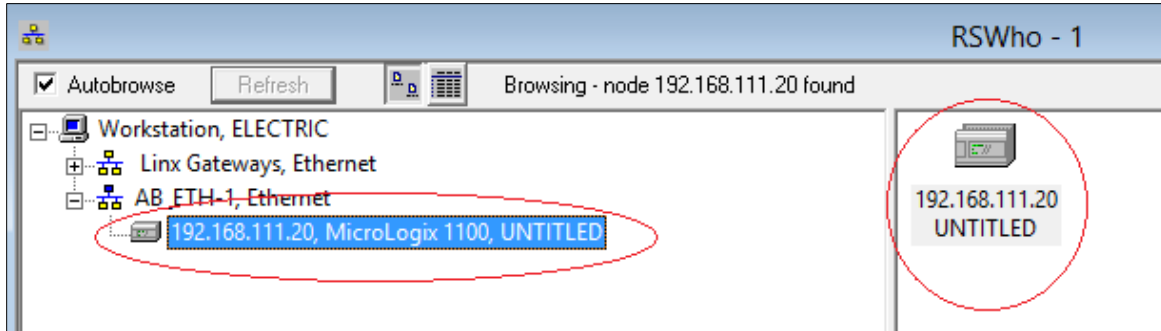 RSWho - 1
Autobrowse Refresh Browsing - node 192.168.111.20 found
Workstation, ELECTRIC
Linx Gateways, Ethernet
AB_ETH-1, Ethernet
192.168.111.20, MicroLogix 1100, UNTITLED
192.168.111.20
UNTITLED